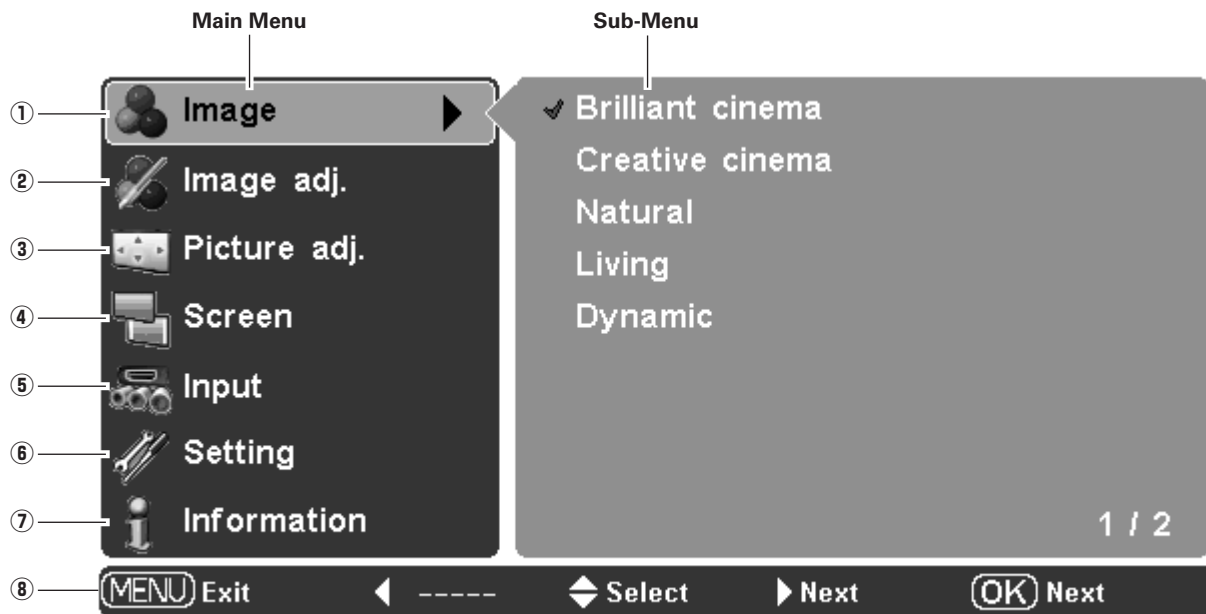 Main Menu
Sub-Menu
① Image
② Image adj.
③ Picture adj.
④ Screen
⑤ Input
⑥ Setting
⑦ Information
Brilliant cinema
Creative cinema
Natural
Living
Dynamic
1 / 2
⑧ MENU Exit ----- Select Next OK Next